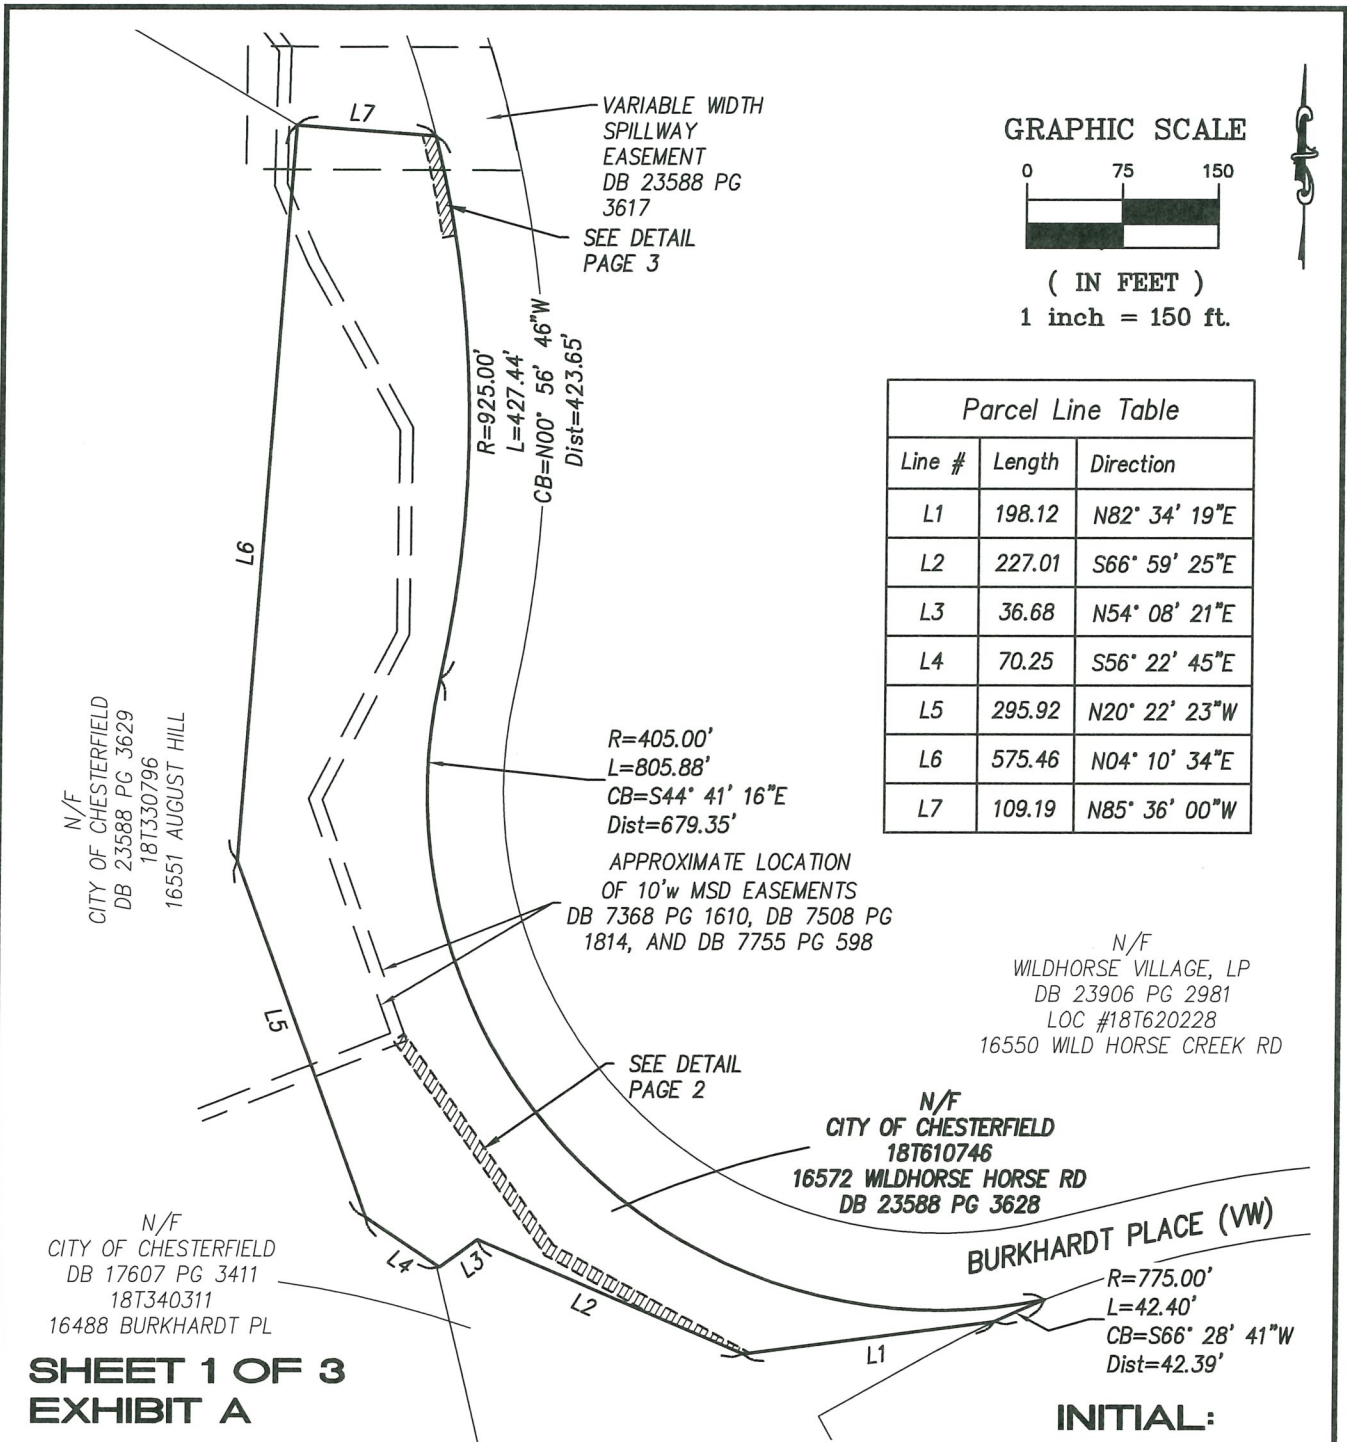 L7
VARIABLE WIDTH
SPILLWAY
EASEMENT
DB 23588 PG
3617
SEE DETAIL
PAGE 3
GRAPHIC SCALE
0 75 150
( IN FEET )
1 inch = 150 ft.
R=925.00'
L=427.44'
CB=N00° 56' 46"W
Dist=423.65'
Parcel Line Table
Line # Length Direction
L1 198.12 N82° 34' 19"E
L2 227.01 S66° 59' 25"E
L3 36.68 N54° 08' 21"E
L4 70.25 S56° 22' 45"E
L5 295.92 N20° 22' 23"W
L6 575.46 N04° 10' 34"E
L7 109.19 N85° 36' 00"W
L6
N/F
CITY OF CHESTERFIELD
DB 23588 PG 3629
18T330796
16551 AUGUST HILL
R=405.00'
L=805.88'
CB=S44° 41' 16"E
Dist=679.35'
APPROXIMATE LOCATION
OF 10'w MSD EASEMENTS
DB 7368 PG 1610, DB 7508 PG
1814, AND DB 7755 PG 598
N/F
WILDHORSE VILLAGE, LP
DB 23906 PG 2981
LOC #18T620228
16550 WILD HORSE CREEK RD
L5
SEE DETAIL
PAGE 2
N/F
CITY OF CHESTERFIELD
18T610746
16572 WILDHORSE HORSE RD
DB 23588 PG 3628
BURKHARDT PLACE (VW)
N/F
CITY OF CHESTERFIELD
DB 17607 PG 3411
18T340311
16488 BURKHARDT PL
L4
L3
L2
L1
R=775.00'
L=42.40'
CB=S66° 28' 41"W
Dist=42.39'
SHEET 1 OF 3
EXHIBIT A
INITIAL: